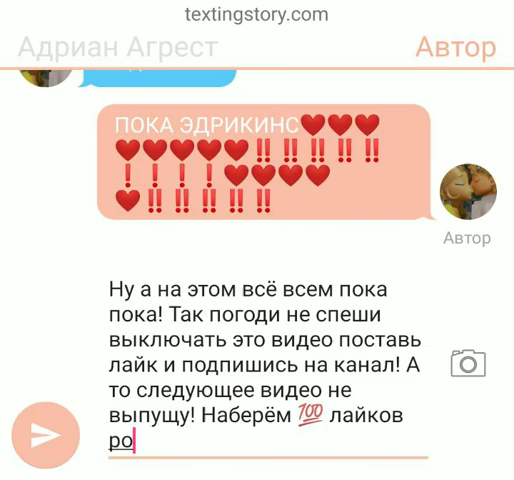 textingstory.com
Адриан Агрест Автор
ПОКА ЭДРИКИНС❤️❤️❤️
❤️❤️❤️❤️❤️‼️‼️‼️‼️‼️
❗❗❗❗❤️❤️❤️❤️
❤️‼️‼️‼️‼️‼️
Автор
Ну а на этом всё всем пока
пока! Так погоди не спеши
выключать это видео поставь
лайк и подпишись на канал! А
то следующее видео не
выпущу! Наберём 💯 лайков
ро